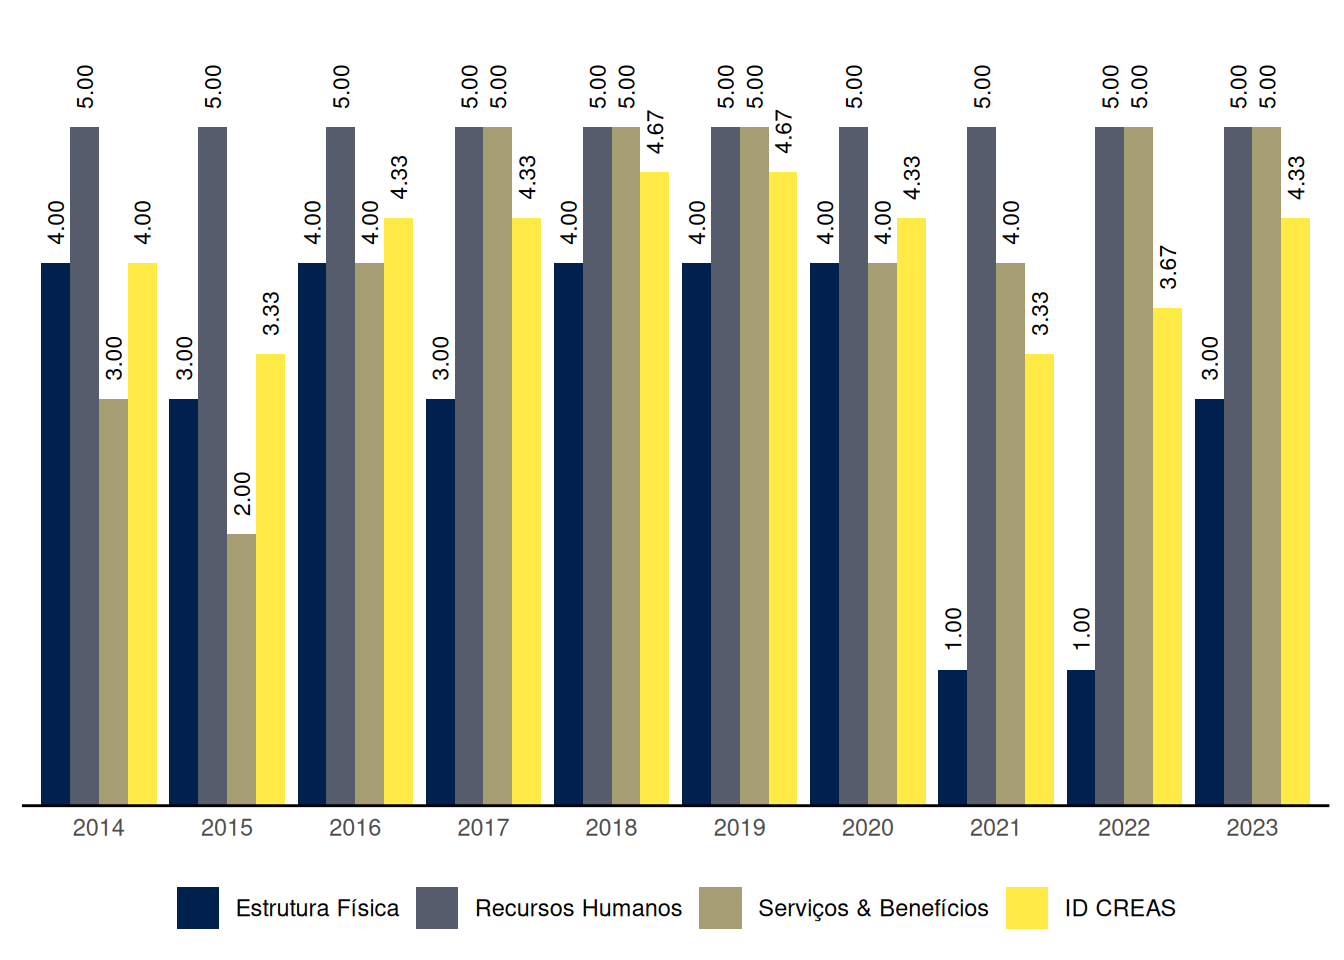 4.00 5.00 3.00 4.00
3.00 5.00 2.00 3.33
4.00 5.00 4.00 4.33
3.00 5.00 5.00 4.33
4.00 5.00 5.00 4.67
4.00 5.00 5.00 4.67
4.00 5.00 4.00 4.33
1.00 5.00 4.00 3.33
1.00 5.00 5.00 3.67
3.00 5.00 5.00 4.33
2014 2015 2016 2017 2018 2019 2020 2021 2022 2023
Estrutura Física Recursos Humanos Serviços & Benefícios ID CREAS